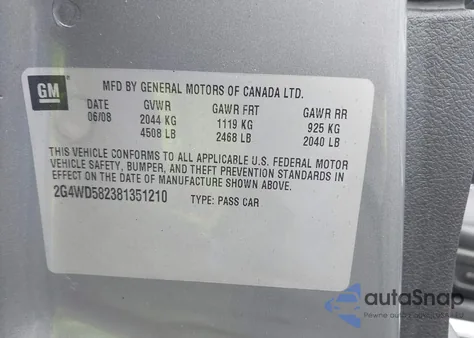 GM
MFD BY GENERAL MOTORS OF CANADA LTD.
DATE GVWR GAWR FRT GAWR RR
06/08 2044 KG 1119 KG 925 KG
4508 LB 2468 LB 2040 LB
THIS VEHICLE CONFORMS TO ALL APPLICABLE U.S. FEDERAL MOTOR
VEHICLE SAFETY, BUMPER, AND THEFT PREVENTION STANDARDS IN
EFFECT ON THE DATE OF MANUFACTURE SHOWN ABOVE.
2G4WD582381351210 TYPE: PASS CAR
autoSnap